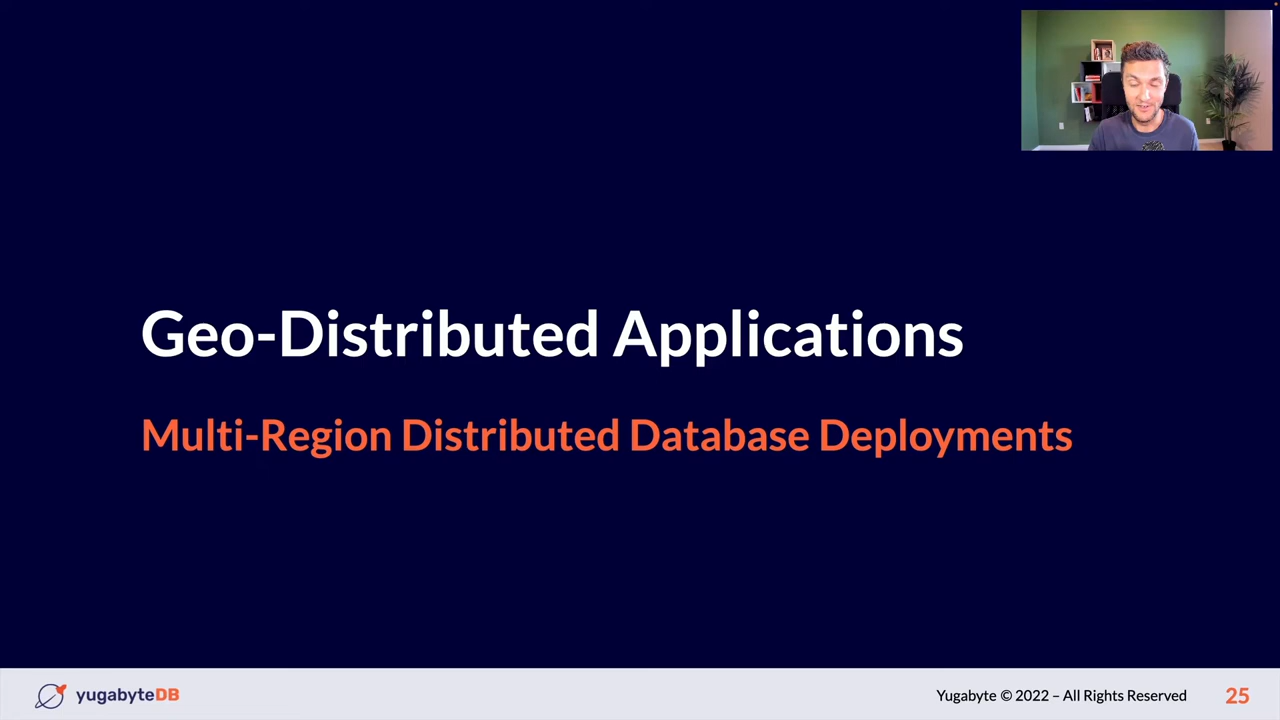 Geo-Distributed Applications
Multi-Region Distributed Database Deployments
yugabyteDB
Yugabyte © 2022 – All Rights Reserved
25